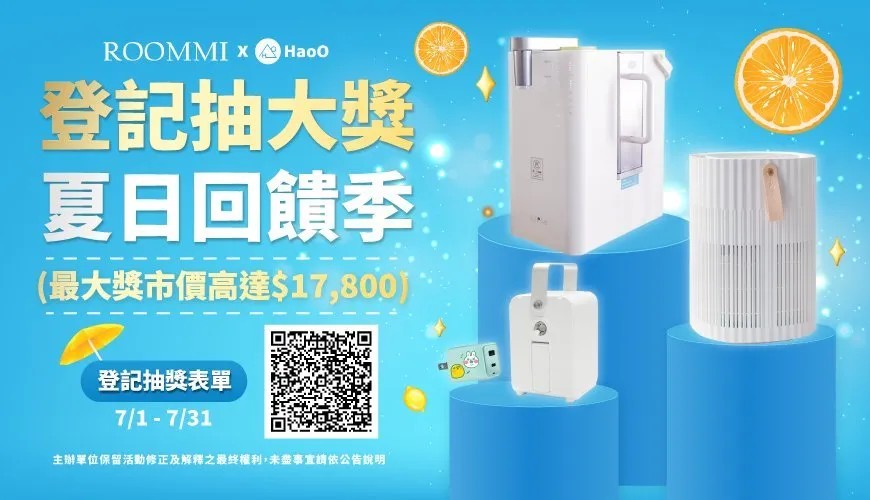 ROOMMI x HaoO
登記抽大獎
夏日回饋季
(最大獎市價高達$17,800)
登記抽獎表單
7/1 - 7/31
主辦單位保留活動修正及解釋之最終權利，未盡事宜請依公告說明